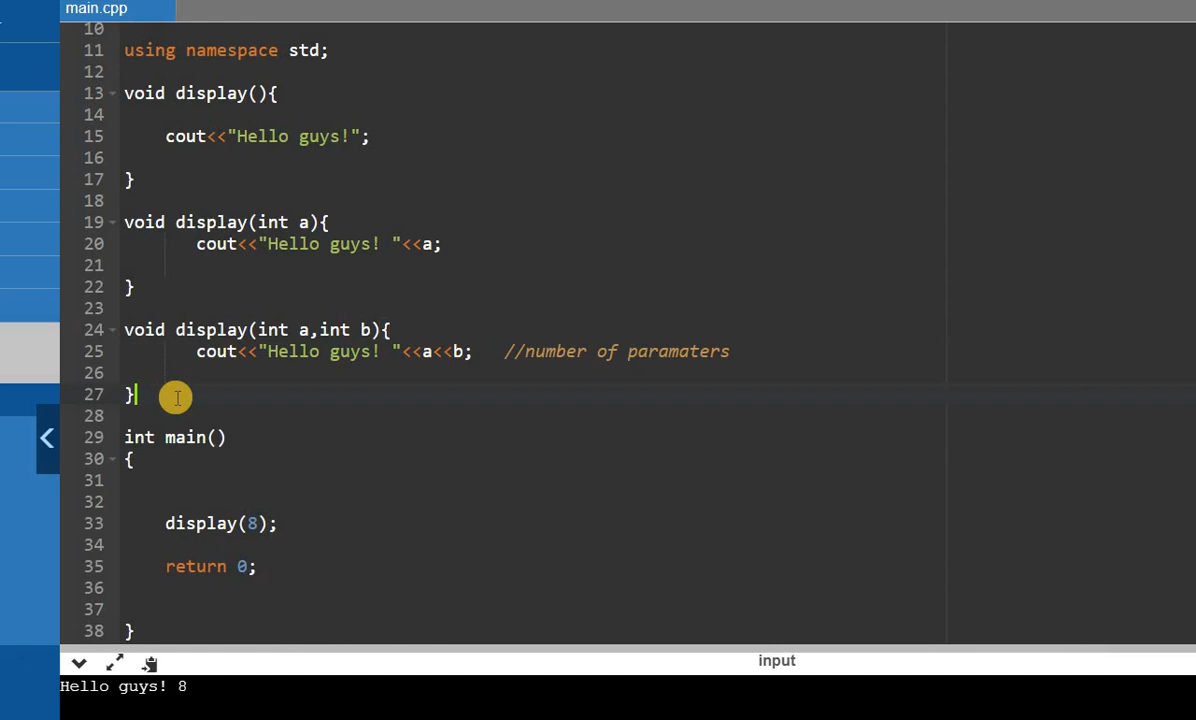 main.cpp
10
11 using namespace std;
12
13 void display(){
14
15 cout<<"Hello guys!";
16
17 }
18
19 void display(int a){
20 cout<<"Hello guys! "<<a;
21
22 }
23
24 void display(int a,int b){
25 cout<<"Hello guys! "<<a<<b; //number of paramaters
26
27 }
28
29 int main()
30 {
31
32
33 display(8);
34
35 return 0;
36
37
38 }
input
Hello guys! 8